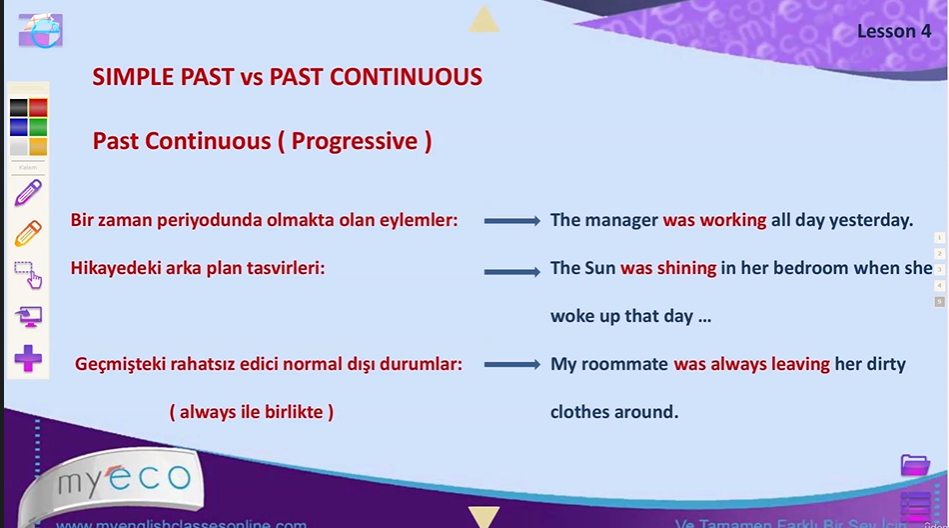 Lesson 4
SIMPLE PAST vs PAST CONTINUOUS
Past Continuous ( Progressive )
Bir zaman periyodunda olmakta olan eylemler: The manager was working all day yesterday.
Hikayedeki arka plan tasvirleri: The Sun was shining in her bedroom when she
woke up that day ...
Geçmişteki rahatsız edici normal dışı durumlar: My roommate was always leaving her dirty
( always ile birlikte ) clothes around.
Kalem
1
2
3
4
5
myeco
www.myenglishclassesonline.com
Ve Tamamen Farklı Bir Şey İçin